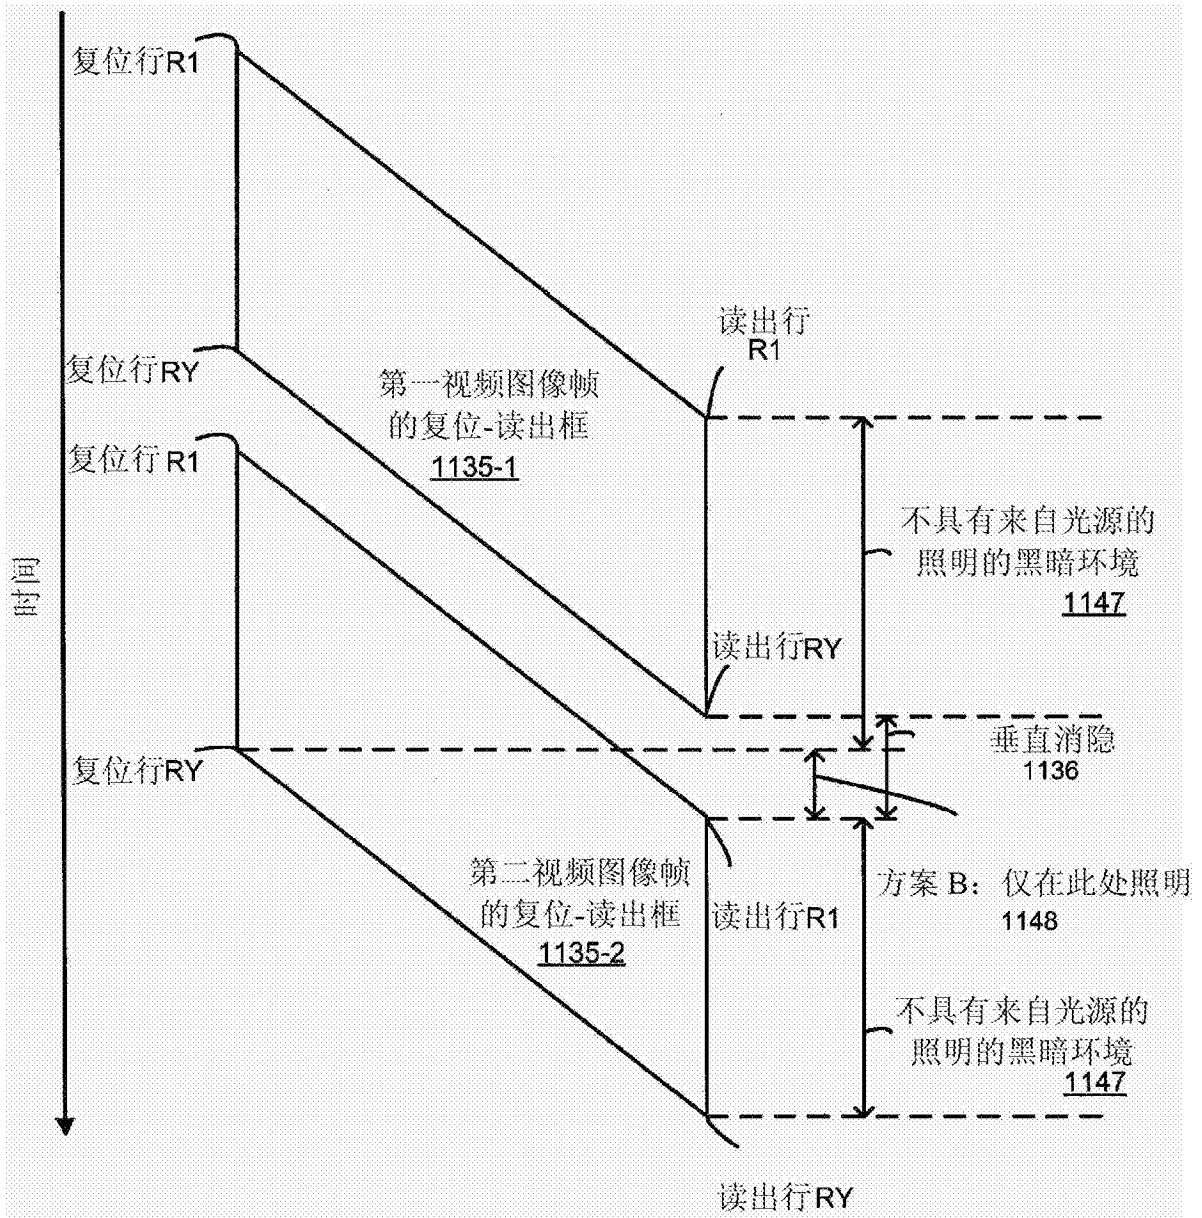 复位行R1
读出行
R1
复位行RY
第一视频图像帧
的复位-读出框
1135-1
复位行R1
不具有来自光源的
照明的黑暗环境
1147
时间
读出行RY
垂直消隐
1136
复位行RY
第二视频图像帧
的复位-读出框
1135-2
读出行R1
方案 B：仅在此处照明
1148
不具有来自光源的
照明的黑暗环境
1147
读出行RY